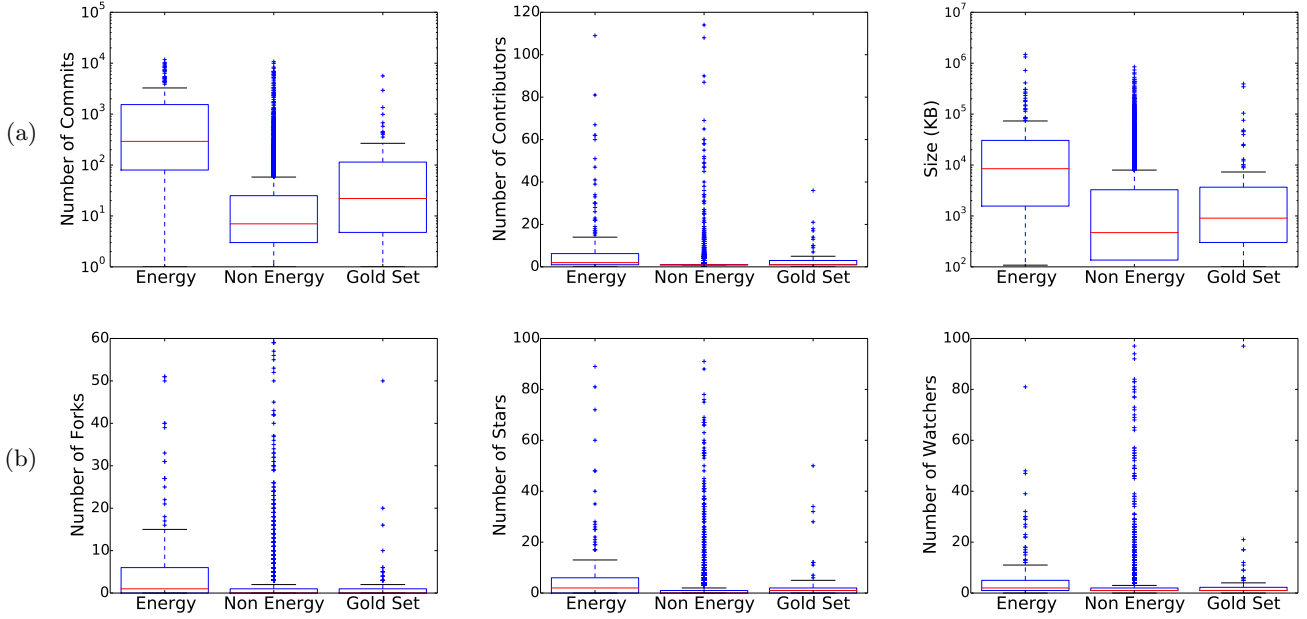 (a)
Number of Commits
10^5
10^4
10^3
10^2
10^1
10^0
Energy Non Energy Gold Set
Number of Contributors
120
100
80
60
40
20
0
Energy Non Energy Gold Set
Size (KB)
10^7
10^6
10^5
10^4
10^3
10^2
Energy Non Energy Gold Set
(b)
Number of Forks
60
50
40
30
20
10
0
Energy Non Energy Gold Set
Number of Stars
100
80
60
40
20
0
Energy Non Energy Gold Set
Number of Watchers
100
80
60
40
20
0
Energy Non Energy Gold Set